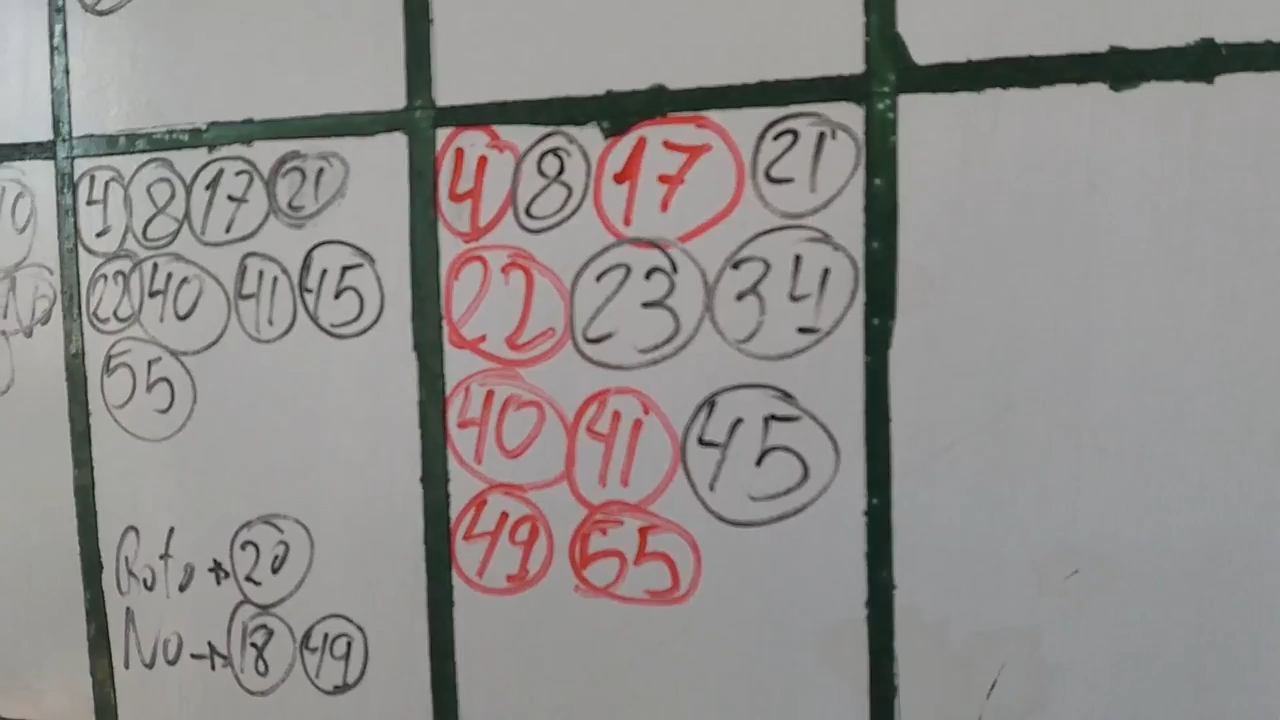 4 8 17 21
22 40 41 45
55
Roto → 20
No → 18 49
4 8 17 21
22 23 34
40 41 45
49 55